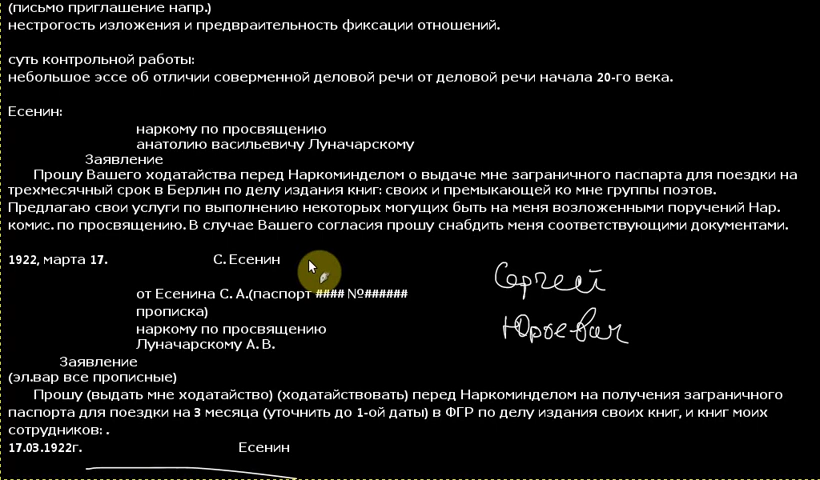 (письмо приглашение напр.)
нестрогость изложения и предвраительность фиксации отношений.
суть контрольной работы:
небольшое эссе об отличии соверменной деловой речи от деловой речи начала 20-го века.
Есенин:
наркому по просвящению
анатолию васильевичу Луначарскому
Заявление
Прошу Вашего ходатайства перед Наркоминделом о выдаче мне заграничного паспарта для поездки на
трехмесячный срок в Берлин по делу издания книг: своих и премыкающей ко мне группы поэтов.
Предлагаю свои услуги по выполнению некоторых могущих быть на меня возложенными поручений Нар.
комис. по просвящению. В случае Вашего согласия прошу снабдить меня соответствующими документами.
1922, марта 17. С. Есенин
Сергей
от Есенина С. А.(паспорт #### №######
прописка)
Юрьевич
наркому по просвящению
Луначарскому А. В.
Заявление
(эл.вар все прописные)
Прошу (выдать мне ходатайство) (ходатайствовать) перед Наркоминделом на получения заграничного
паспорта для поездки на 3 месяца (уточнить до 1-ой даты) в ФГР по делу издания своих книг, и книг моих
сотрудников: .
17.03.1922г. Есенин